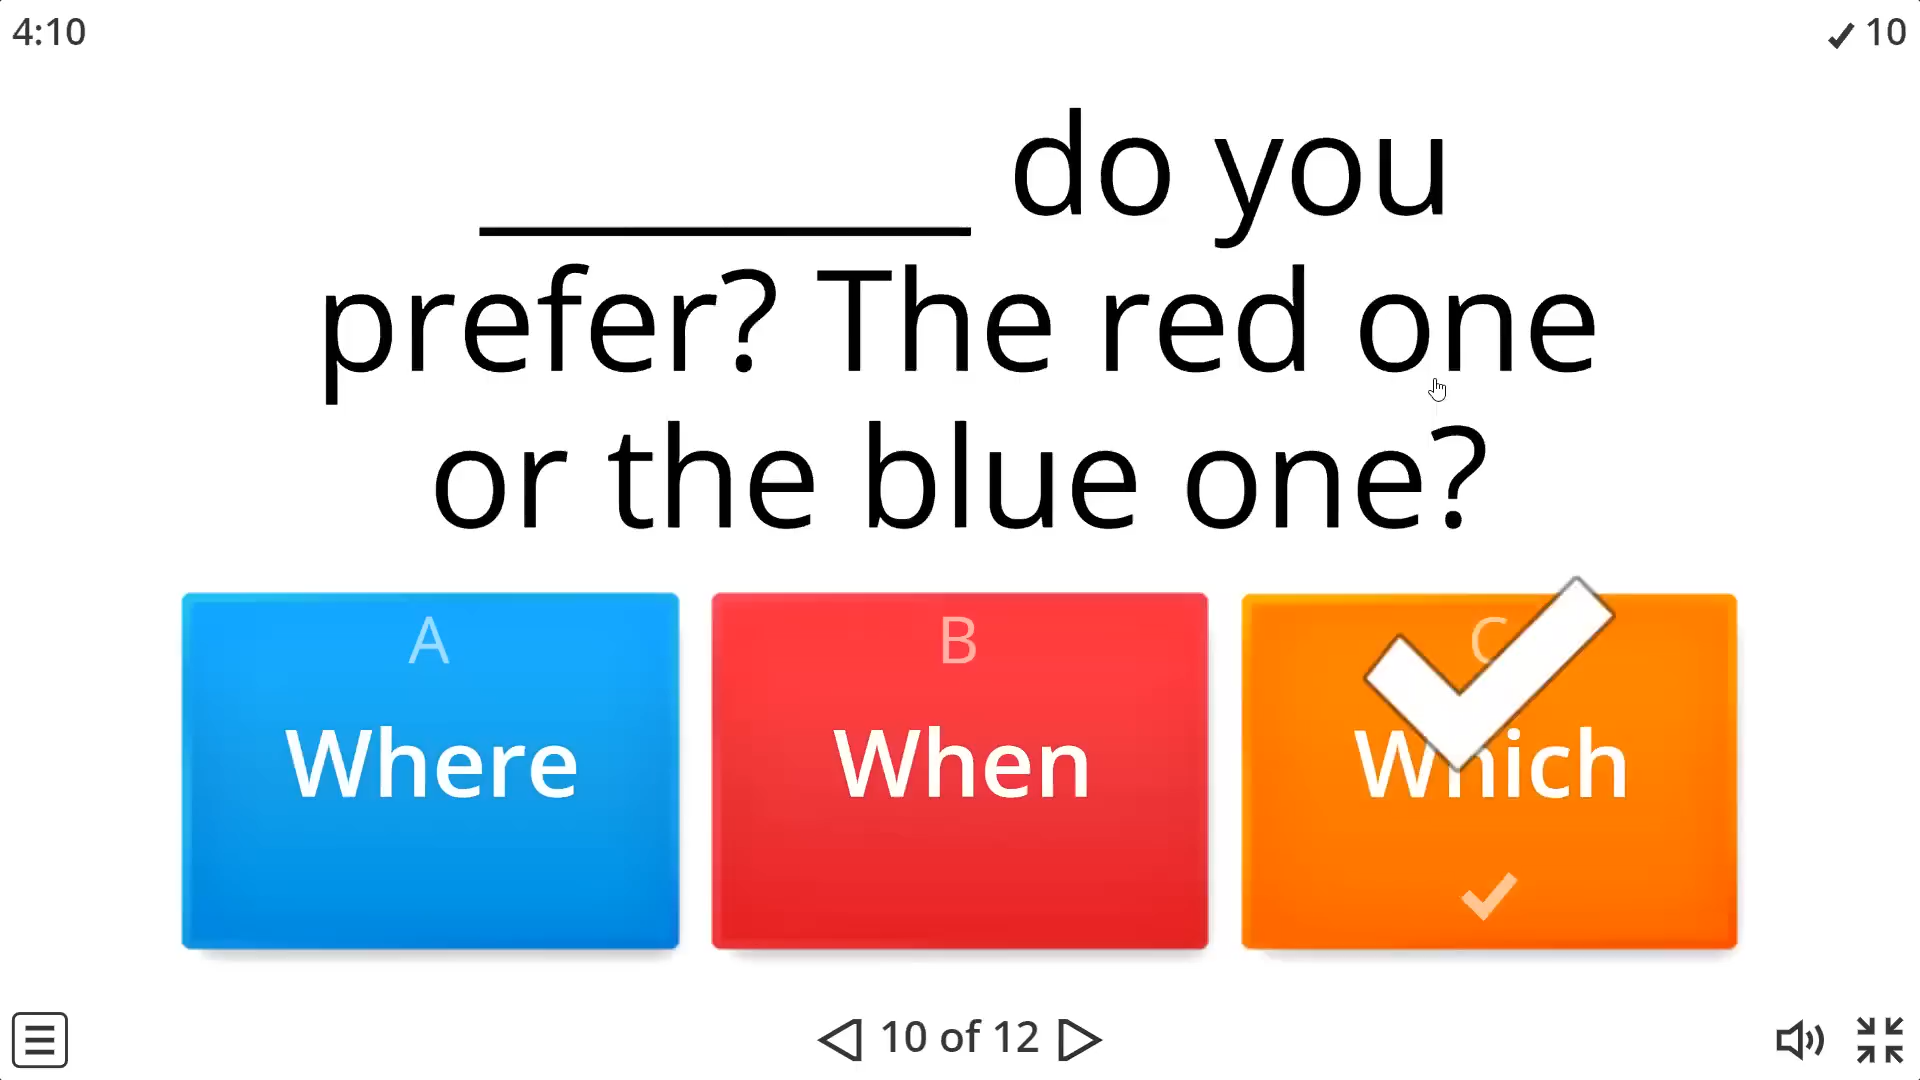 4:10
✓ 10
__________ do you
prefer? The red one
or the blue one?
A
Where
B
When
C
Which
10 of 12